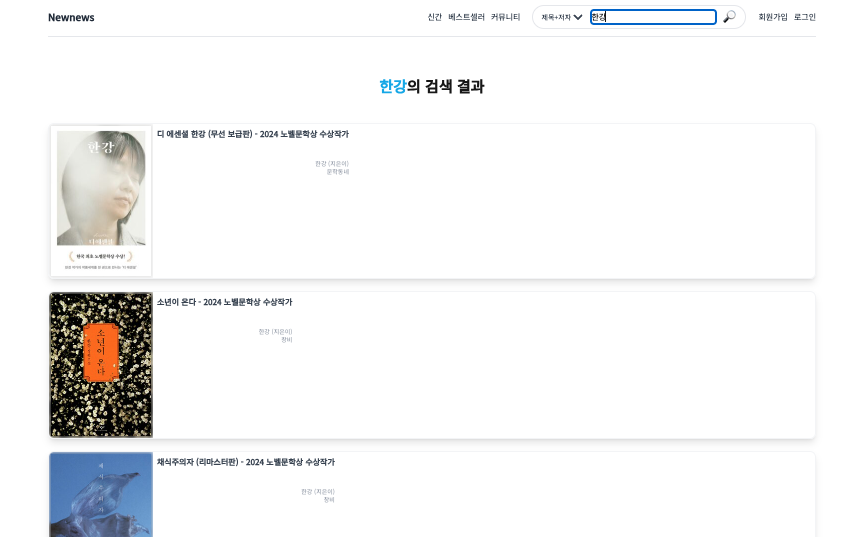 Newnews
신간 베스트셀러 커뮤니티
제목+저자
한강
회원가입 로그인
한강의 검색 결과
한강
디 에센셜
한국 최초 노벨문학상 수상!
디 에센셜 한강 (무선 보급판) - 2024 노벨문학상 수상작가
한강 (지은이)
문학동네
소년이 온다
소년이 온다 - 2024 노벨문학상 수상작가
한강 (지은이)
창비
채식주의자
채식주의자 (리마스터판) - 2024 노벨문학상 수상작가
한강 (지은이)
창비